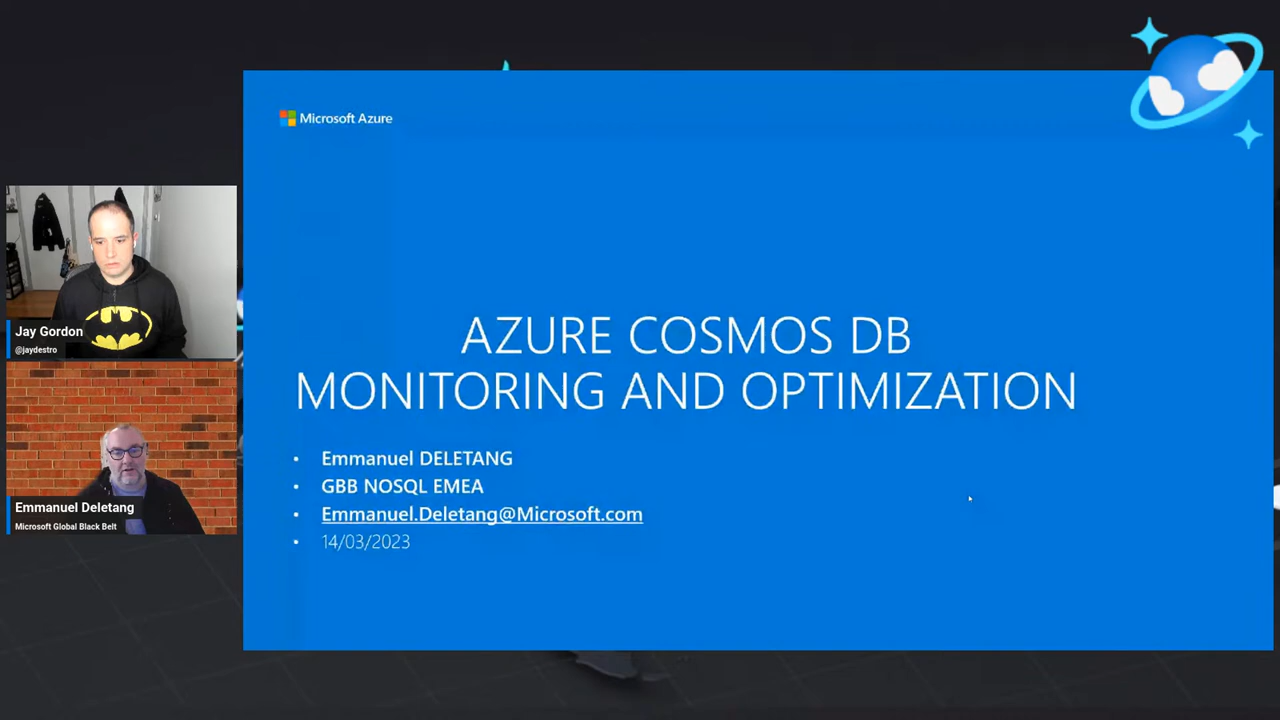 Microsoft Azure
AZURE COSMOS DB
MONITORING AND OPTIMIZATION
• Emmanuel DELETANG
• GBB NOSQL EMEA
• Emmanuel.Deletang@Microsoft.com
• 14/03/2023
Jay Gordon
@jaydestro
Emmanuel Deletang
Microsoft Global Black Belt